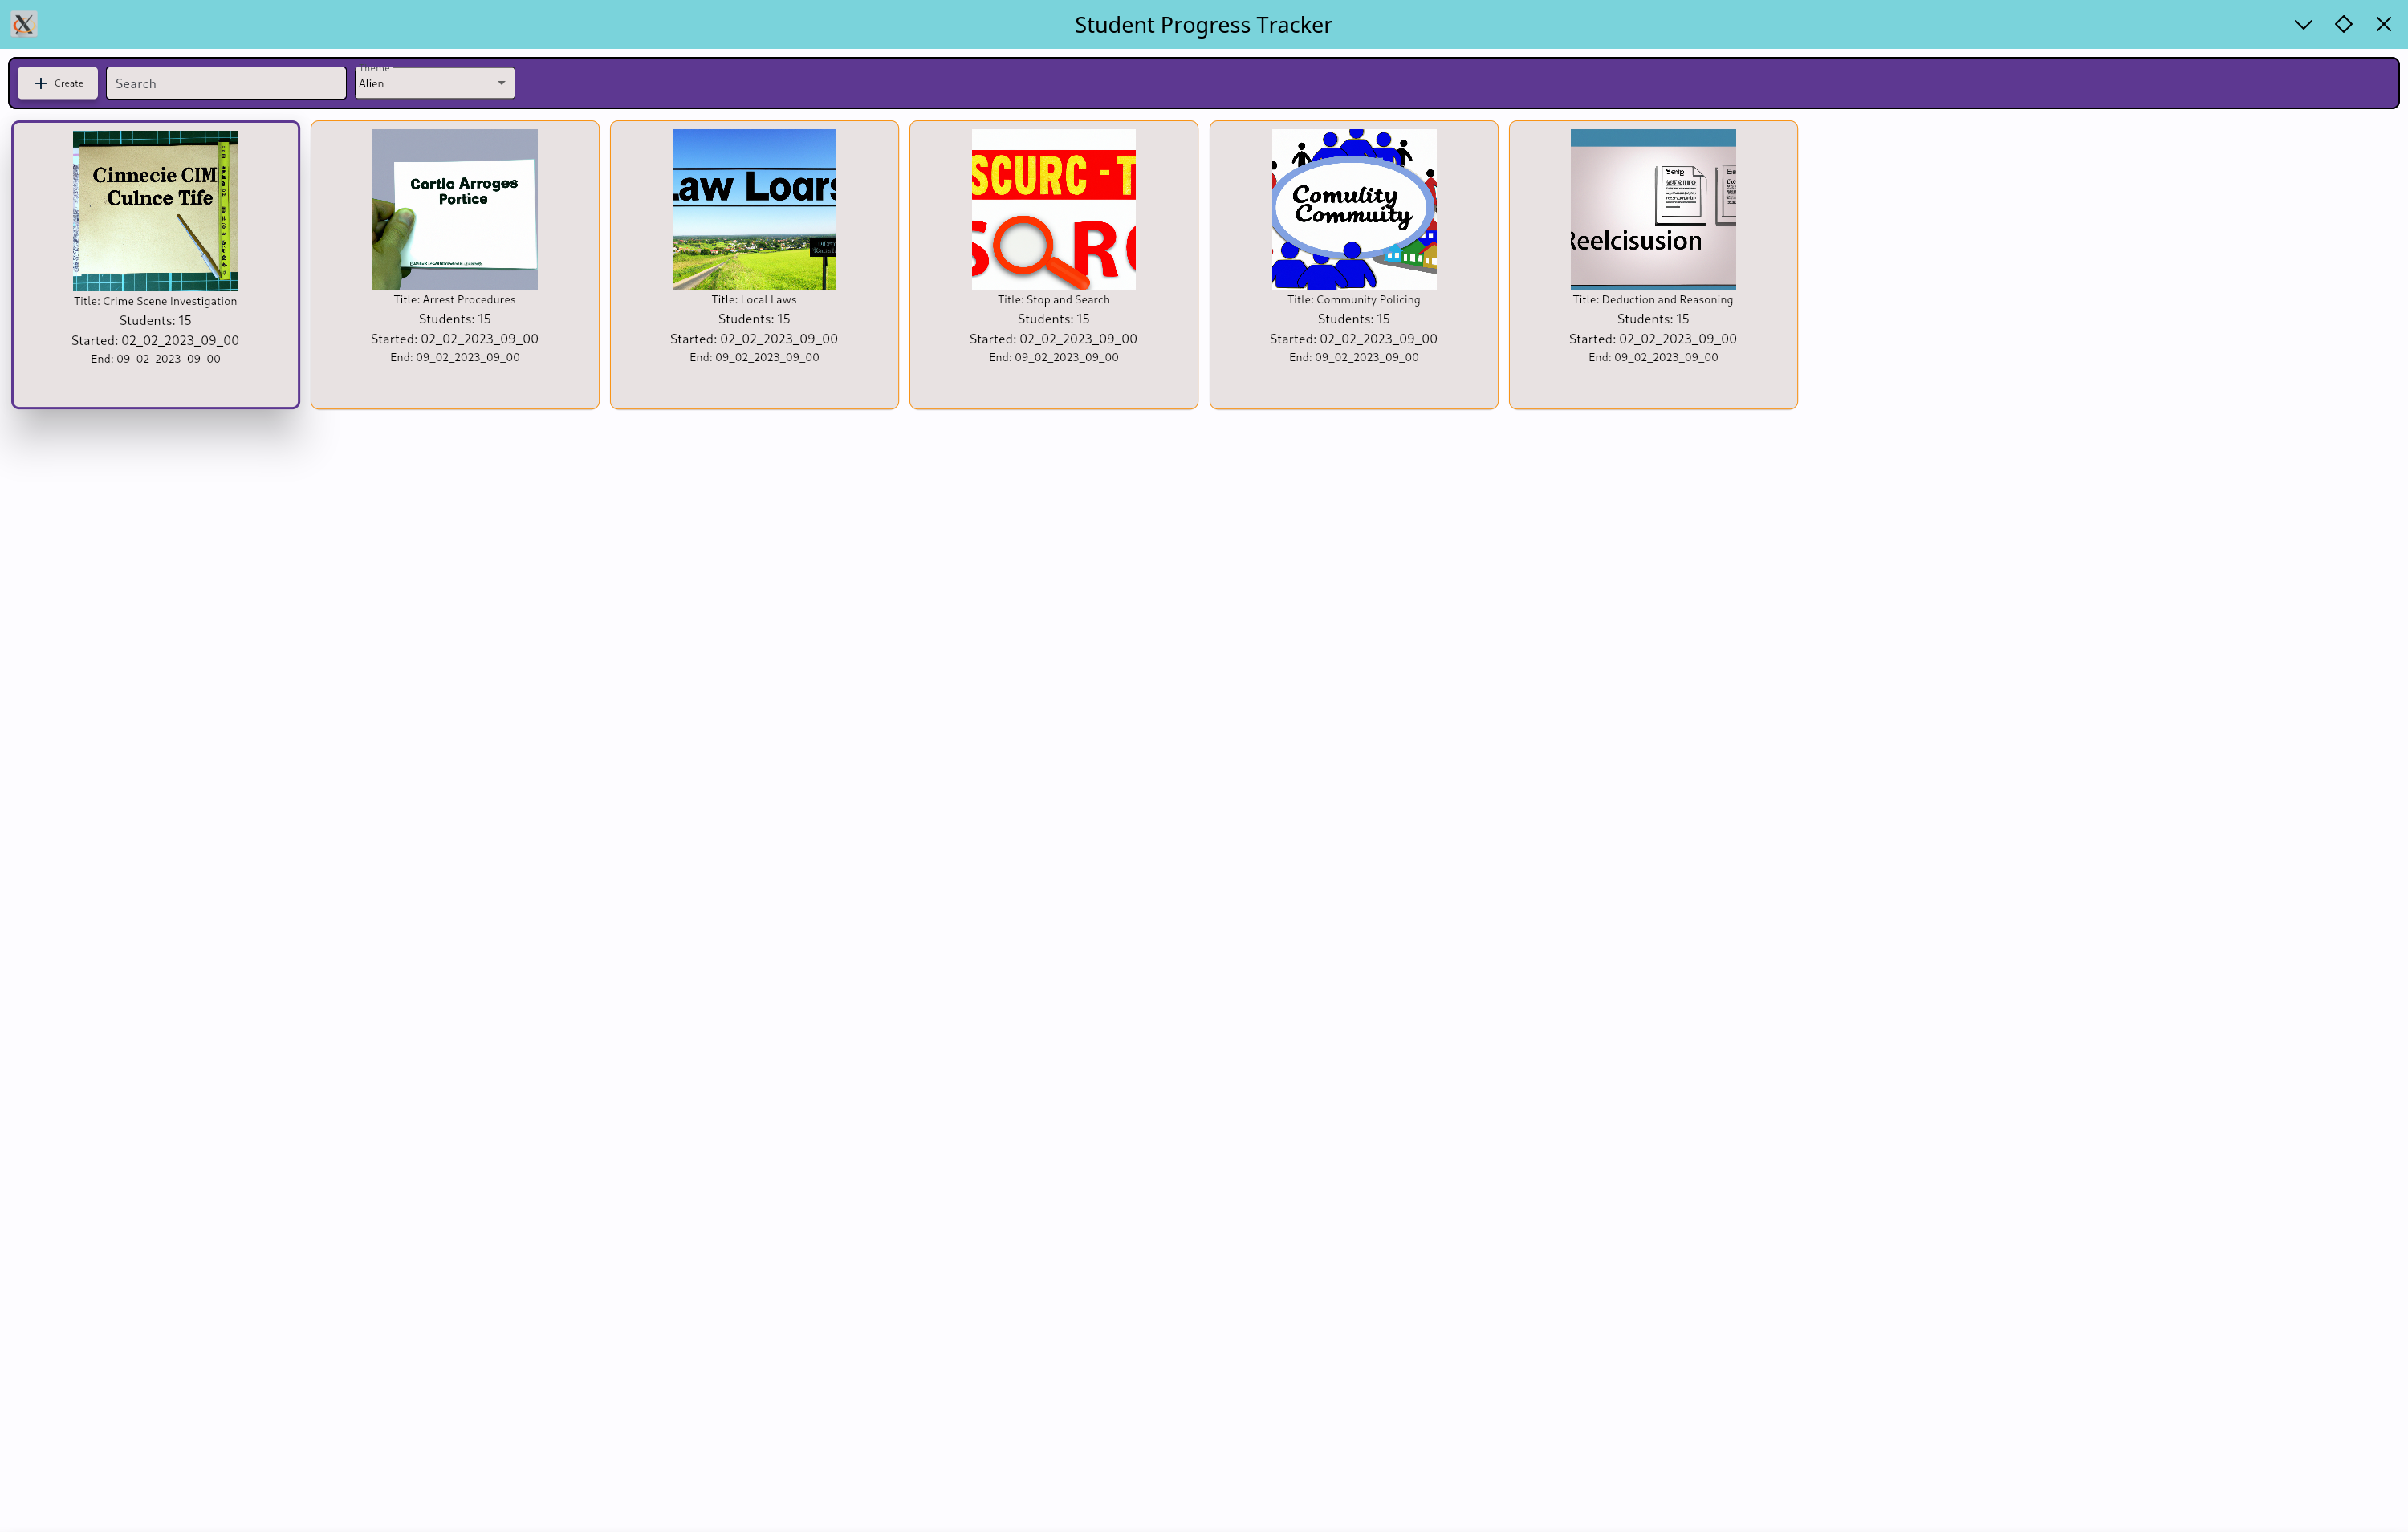 Student Progress Tracker
Create
Search
Theme
Alien
Cinnecie CIM
Culnce Tife
Title: Crime Scene Investigation
Students: 15
Started: 02_02_2023_09_00
End: 09_02_2023_09_00
Cortic Arroges
Portice
Title: Arrest Procedures
Students: 15
Started: 02_02_2023_09_00
End: 09_02_2023_09_00
Law Loars
Title: Local Laws
Students: 15
Started: 02_02_2023_09_00
End: 09_02_2023_09_00
SCURC - T
S RC
Title: Stop and Search
Students: 15
Started: 02_02_2023_09_00
End: 09_02_2023_09_00
Comulity
Commuity
Title: Community Policing
Students: 15
Started: 02_02_2023_09_00
End: 09_02_2023_09_00
Reelcisusion
Title: Deduction and Reasoning
Students: 15
Started: 02_02_2023_09_00
End: 09_02_2023_09_00